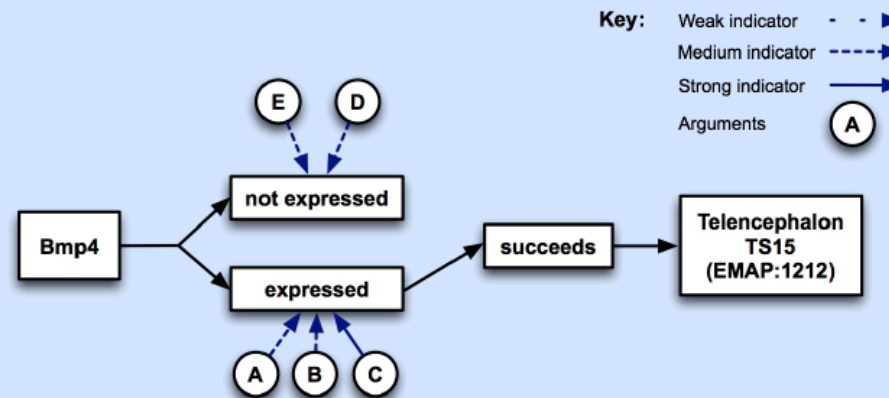 Key:
Weak indicator
Medium indicator
Strong indicator
Arguments
A
E
D
not expressed
Bmp4
succeeds
Telencephalon
TS15
(EMAP:1212)
expressed
A
B
C